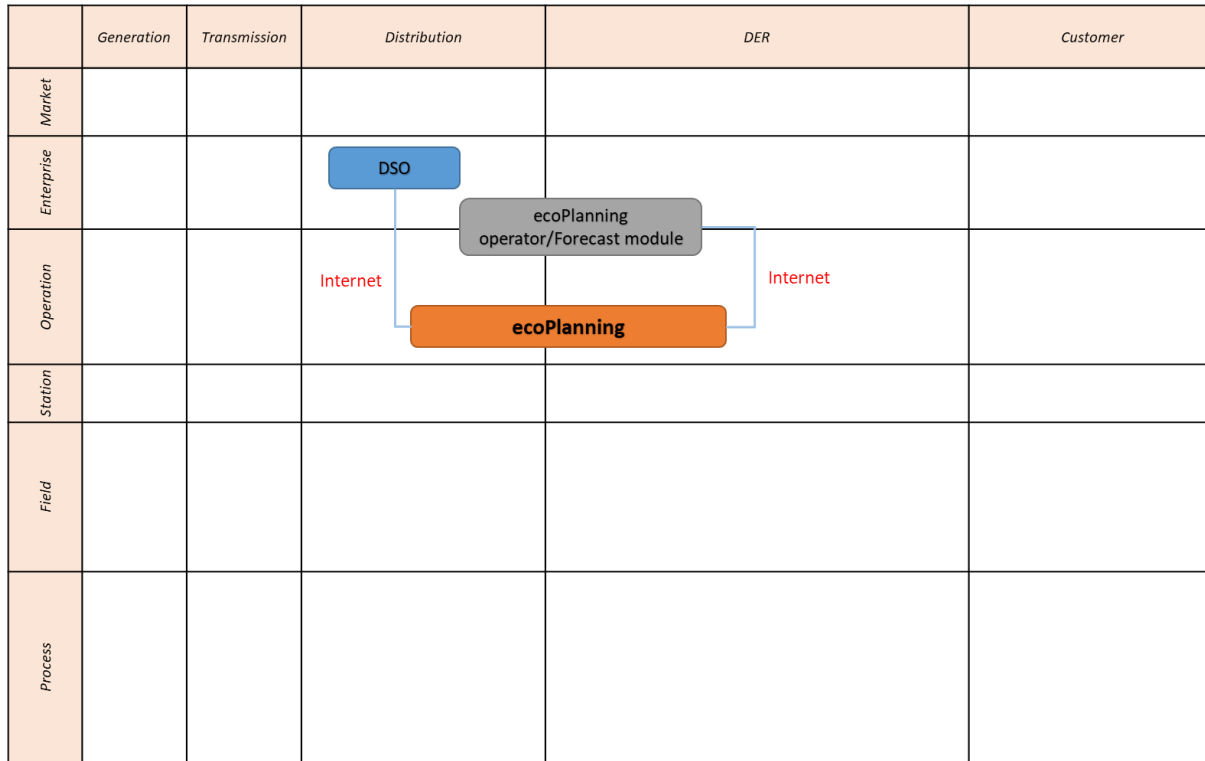 Generation
Transmission
Distribution
DER
Customer
Market
Enterprise
DSO
ecoPlanning
operator/Forecast module
Operation
Internet
Internet
ecoPlanning
Station
Field
Process